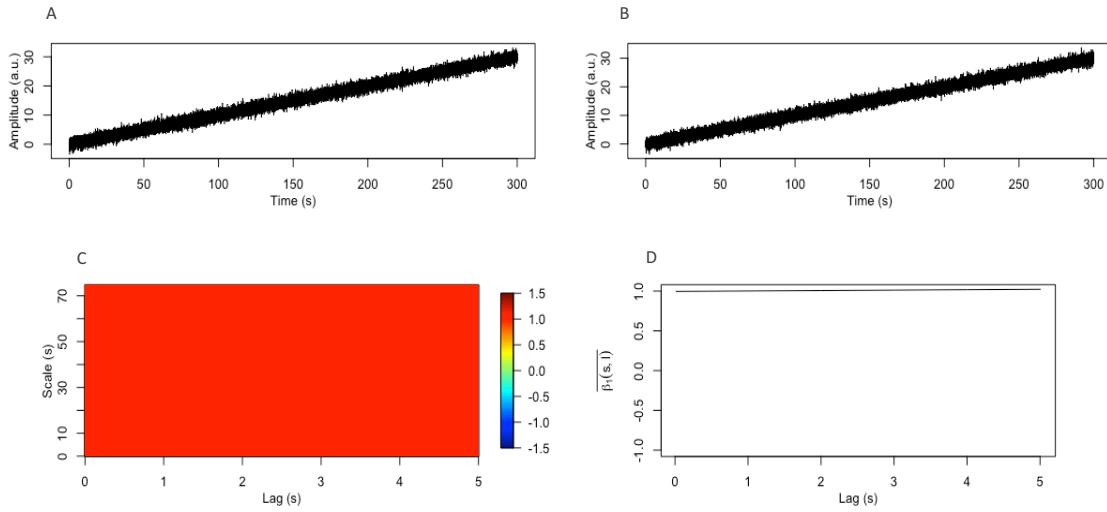 A
Amplitude (a.u.)
0 10 20 30
0 50 100 150 200 250 300
Time (s)
B
Amplitude (a.u.)
0 10 20 30
0 50 100 150 200 250 300
Time (s)
C
Scale (s)
0 10 30 50 70
0 1 2 3 4 5
Lag (s)
1.5
1.0
0.5
0.0
-0.5
-1.0
-1.5
D
β₁(s, l)
-1.0 -0.5 0.0 0.5 1.0
0 1 2 3 4 5
Lag (s)